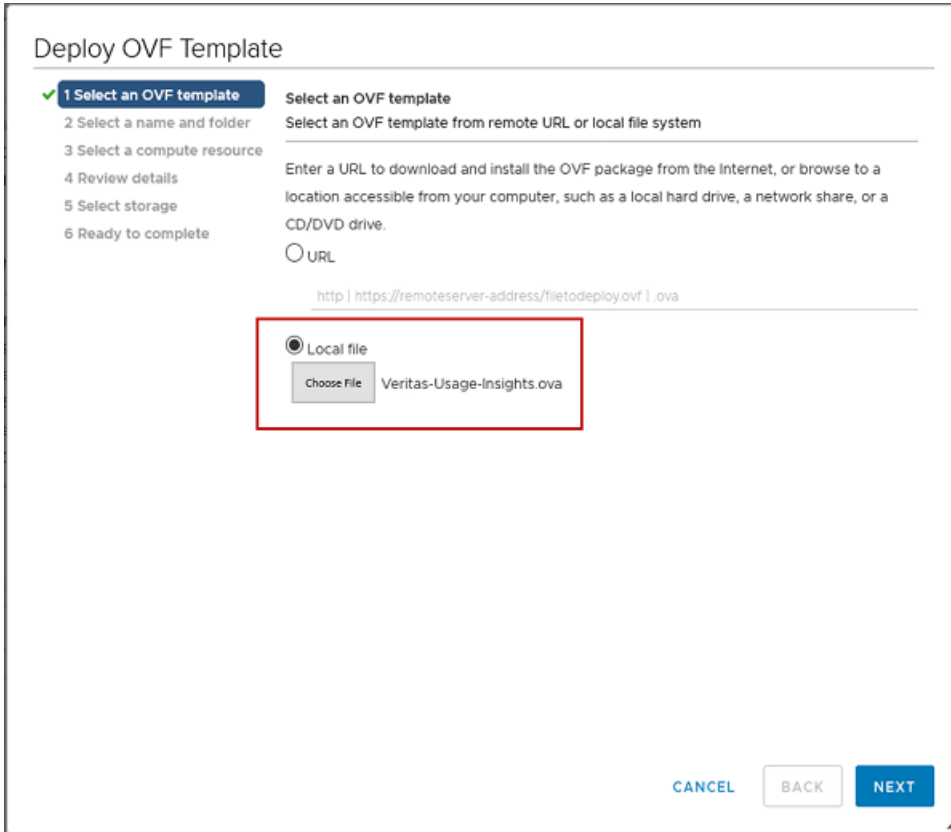 Deploy OVF Template
1 Select an OVF template
2 Select a name and folder
3 Select a compute resource
4 Review details
5 Select storage
6 Ready to complete
Select an OVF template
Select an OVF template from remote URL or local file system
Enter a URL to download and install the OVF package from the Internet, or browse to a
location accessible from your computer, such as a local hard drive, a network share, or a
CD/DVD drive.
URL
http | https://remoteserver-address/filetodeploy.ovf | .ova
Local file
Choose File Veritas-Usage-Insights.ova
CANCEL BACK NEXT